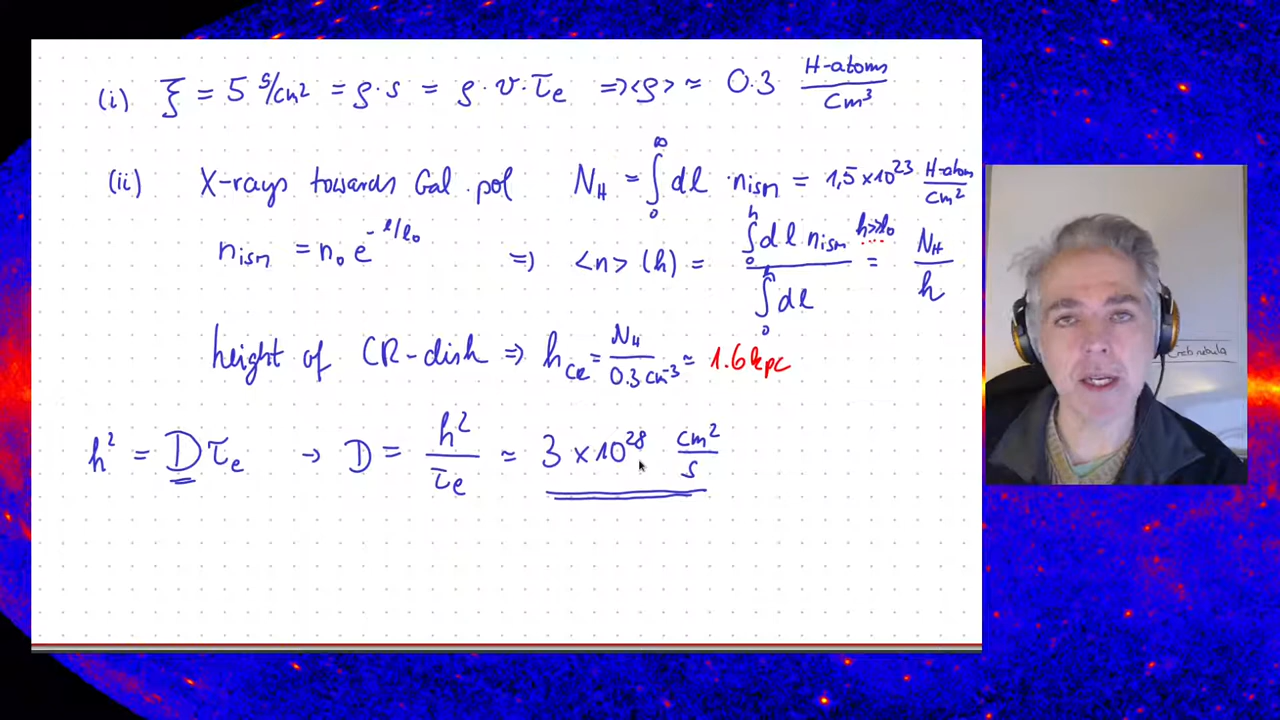 (i) ξ = 5 g/cm² = ρ·s = ρ·v·τₑ ⇒ <ρ> ≈ 0.3 H-atoms/cm³
(ii) X-rays towards Gal. pol N_H = ∫₀^∞ dl · n_ism = 1,5×10²³ H-atom/cm²
n_ism = n₀ e^(-l/l₀) ⇒ <n> (h) = ∫₀^h dl n_ism / ∫₀^h dl = (h≫l₀) N_H/h
height of CR-disk ⇒ h_CR = N_H/0.3 cm⁻³ ≈ 1.6 kpc
h² = D τₑ → D = h²/τₑ ≈ 3 × 10²⁸ cm²/s
Crab nebula